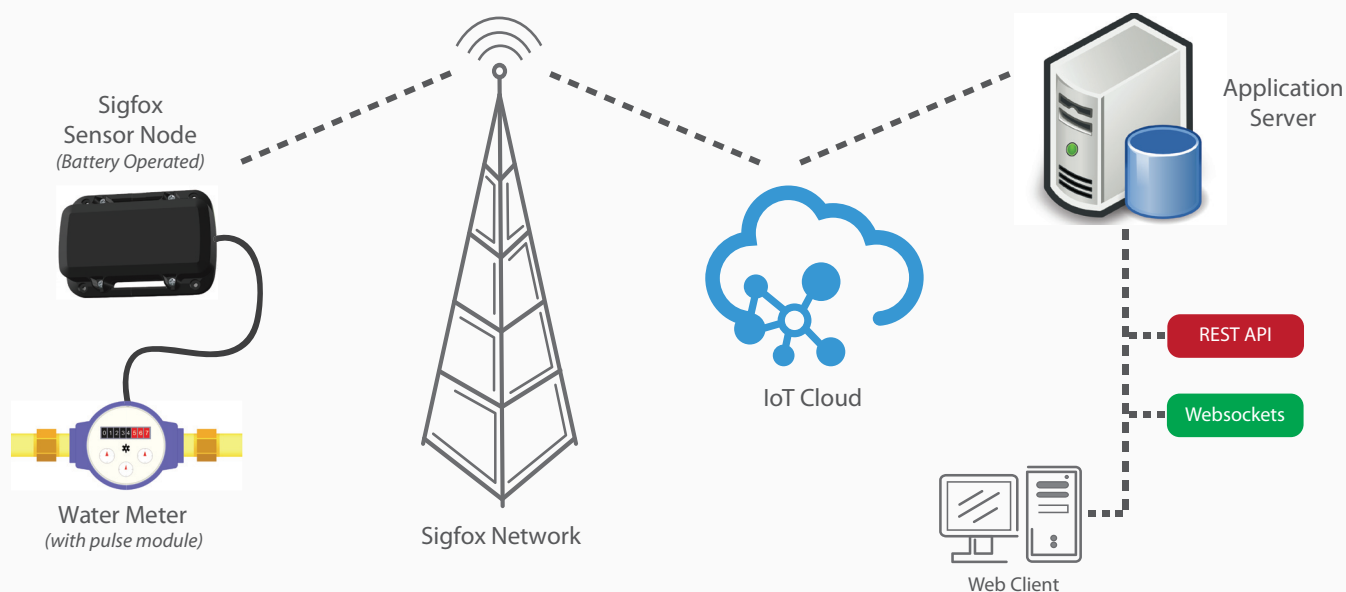 Sigfox
Sensor Node
(Battery Operated)
01234567
Water Meter
(with pulse module)
Sigfox Network
IoT Cloud
Application
Server
REST API
Websockets
Web Client